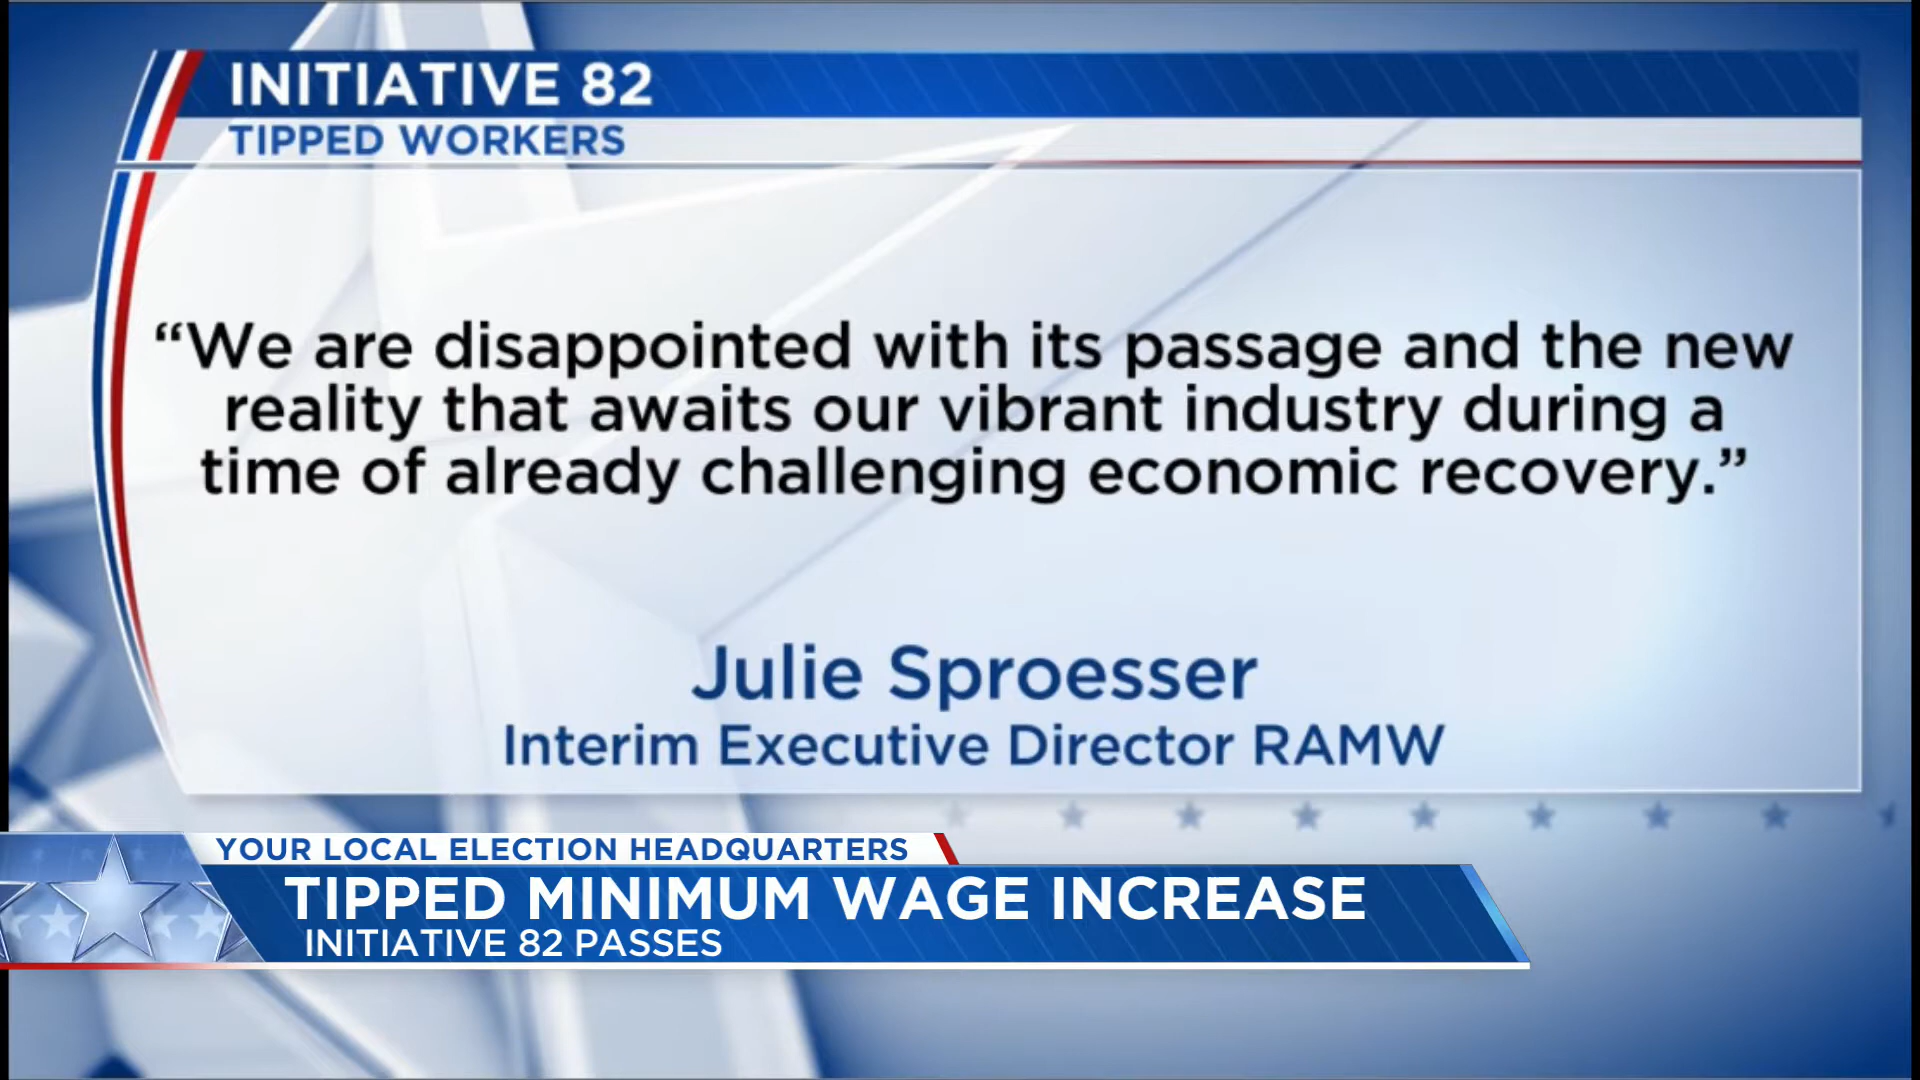 INITIATIVE 82
TIPPED WORKERS
“We are disappointed with its passage and the new
reality that awaits our vibrant industry during a
time of already challenging economic recovery.”
Julie Sproesser
Interim Executive Director RAMW
YOUR LOCAL ELECTION HEADQUARTERS
TIPPED MINIMUM WAGE INCREASE
INITIATIVE 82 PASSES